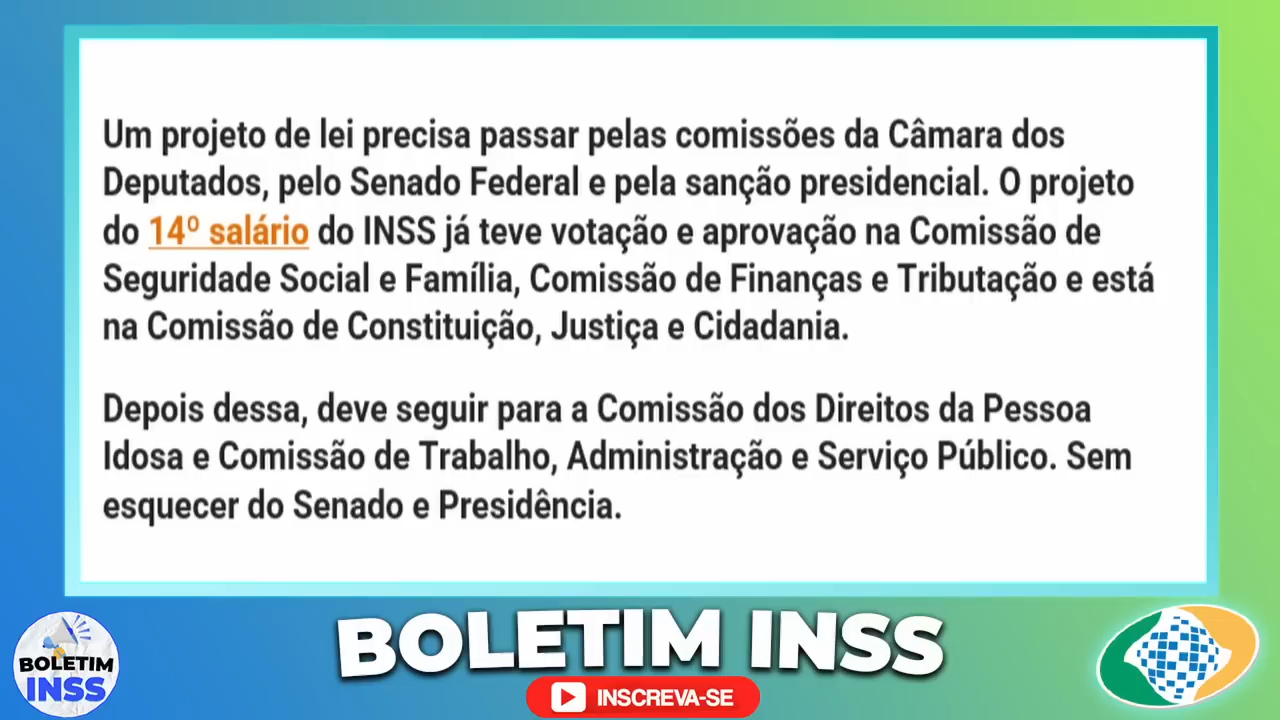 Um projeto de lei precisa passar pelas comissões da Câmara dos
Deputados, pelo Senado Federal e pela sanção presidencial. O projeto
do 14º salário do INSS já teve votação e aprovação na Comissão de
Seguridade Social e Família, Comissão de Finanças e Tributação e está
na Comissão de Constituição, Justiça e Cidadania.
Depois dessa, deve seguir para a Comissão dos Direitos da Pessoa
Idosa e Comissão de Trabalho, Administração e Serviço Público. Sem
esquecer do Senado e Presidência.
BOLETIM INSS
INSCREVA-SE
BOLETIM
INSS